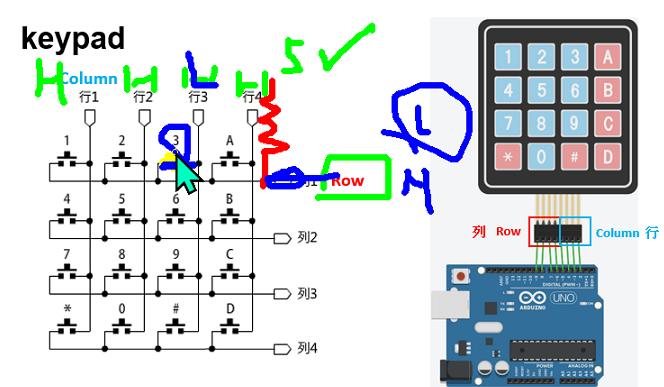 keypad
5V
H Column H L H
行1 行2 行3 行4
1 2 3 A
列1 Row
L
H
4 5 6 B
列2
7 8 9 C
列3
* 0 # D
列4
1 2 3 A
4 5 6 B
7 8 9 C
* 0 # D
列 Row Column 行
DIGITAL (PWM~)
UNO
ARDUINO
POWER ANALOG IN